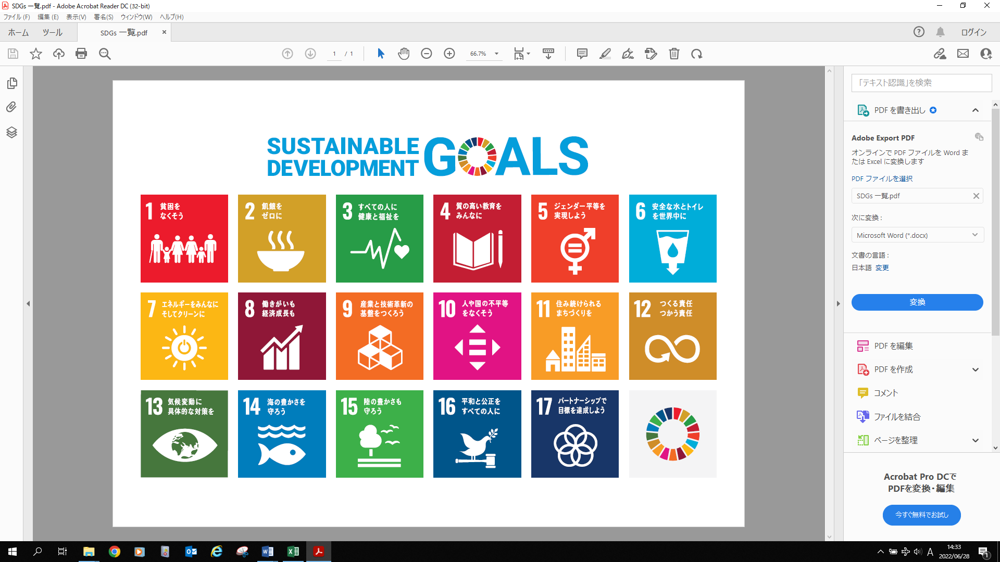 SDGs 一覧.pdf - Adobe Acrobat Reader DC (32-bit)
ファイル(F) 編集(E) 表示(V) 署名(S) ウィンドウ(W) ヘルプ(H)
ホーム ツール SDGs 一覧.pdf × ログイン
1 / 1 66.7%
「テキスト認識」を検索
PDF を書き出し
Adobe Export PDF
オンラインで PDF ファイルを Word ま
たは Excel に変換します
PDF ファイルを選択
SDGs 一覧.pdf
次に変換 :
Microsoft Word (*.docx)
文書の言語 :
日本語 変更
変換
PDF を編集
PDF を作成
コメント
ファイルを結合
ページを整理
Acrobat Pro DCで
PDFを変換・編集
今すぐ無料でお試し
SUSTAINABLE
DEVELOPMENT
GOALS
1 貧困を
なくそう
2 飢餓を
ゼロに
3 すべての人に
健康と福祉を
4 質の高い教育を
みんなに
5 ジェンダー平等を
実現しよう
6 安全な水とトイレ
を世界中に
7 エネルギーをみんなに
そしてクリーンに
8 働きがいも
経済成長も
9 産業と技術革新の
基盤をつくろう
10 人や国の不平等
をなくそう
11 住み続けられる
まちづくりを
12 つくる責任
つかう責任
13 気候変動に
具体的な対策を
14 海の豊かさを
守ろう
15 陸の豊かさも
守ろう
16 平和と公正を
すべての人に
17 パートナーシップで
目標を達成しよう
A
14:33
2022/06/28
1